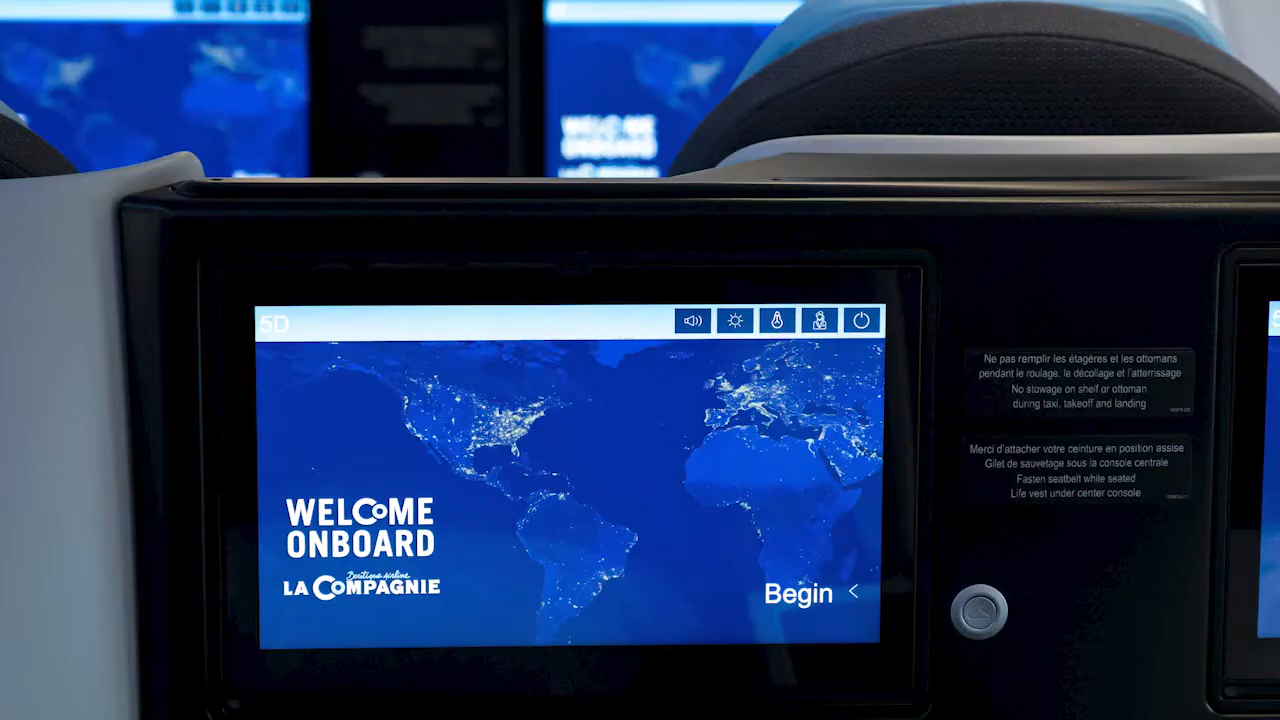 WELCOME
ONBOARD
5D
WELCOME
ONBOARD
Boutique airline
LA COMPAGNIE
Begin <
Ne pas remplir les étagères et les ottomans
pendant le roulage, le décollage et l'atterrissage
No stowage on shelf or ottoman
during taxi, takeoff and landing
Merci d'attacher votre ceinture en position assise
Gilet de sauvetage sous la console centrale
Fasten seatbelt while seated
Life vest under center console